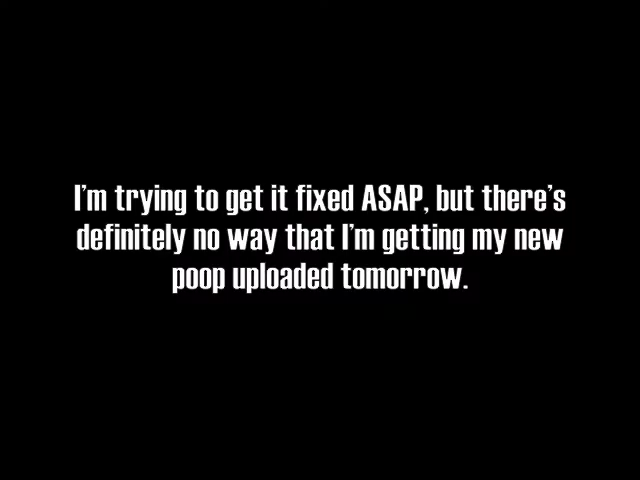 I'm trying to get it fixed ASAP, but there's
definitely no way that I'm getting my new
poop uploaded tomorrow.